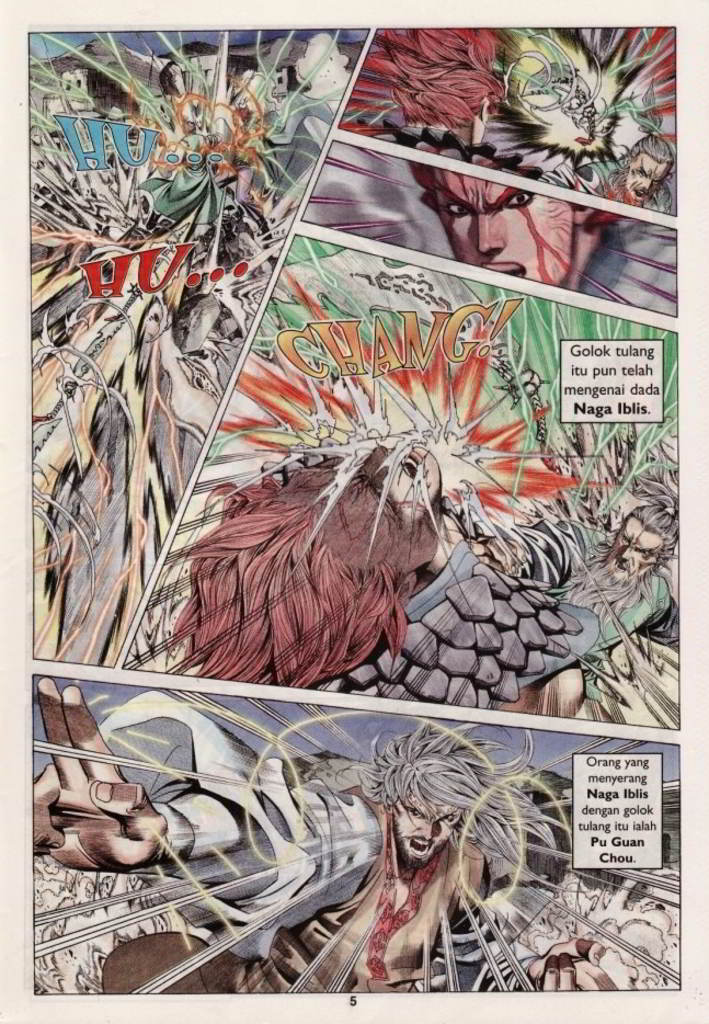 HU...
HU...
CHANG!
Golok tulang
itu pun telah
mengenai dada
Naga Iblis.
Orang yang
menyerang
Naga Iblis
dengan golok
tulang itu ialah
Pu Guan
Chou.
5